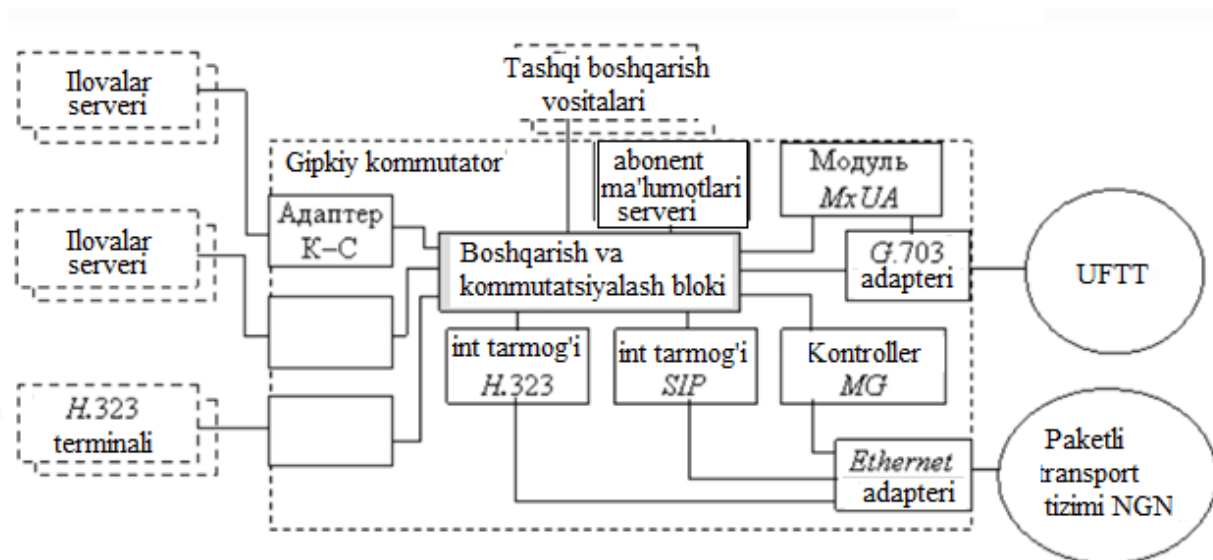 Ilovalar
serveri
Tashqi boshqarish
vositalari
Gipkiy kommutator
abonent
ma'lumotlari
serveri
Модуль
MxUA
Адаптер
К–С
Ilovalar
serveri
Boshqarish va
kommutatsiyalash bloki
G.703
adapteri
UFTT
int tarmog'i
H.323
int tarmog'i
SIP
Kontroller
MG
H.323
terminali
Ethernet
adapteri
Paketli
transport
tizimi NGN